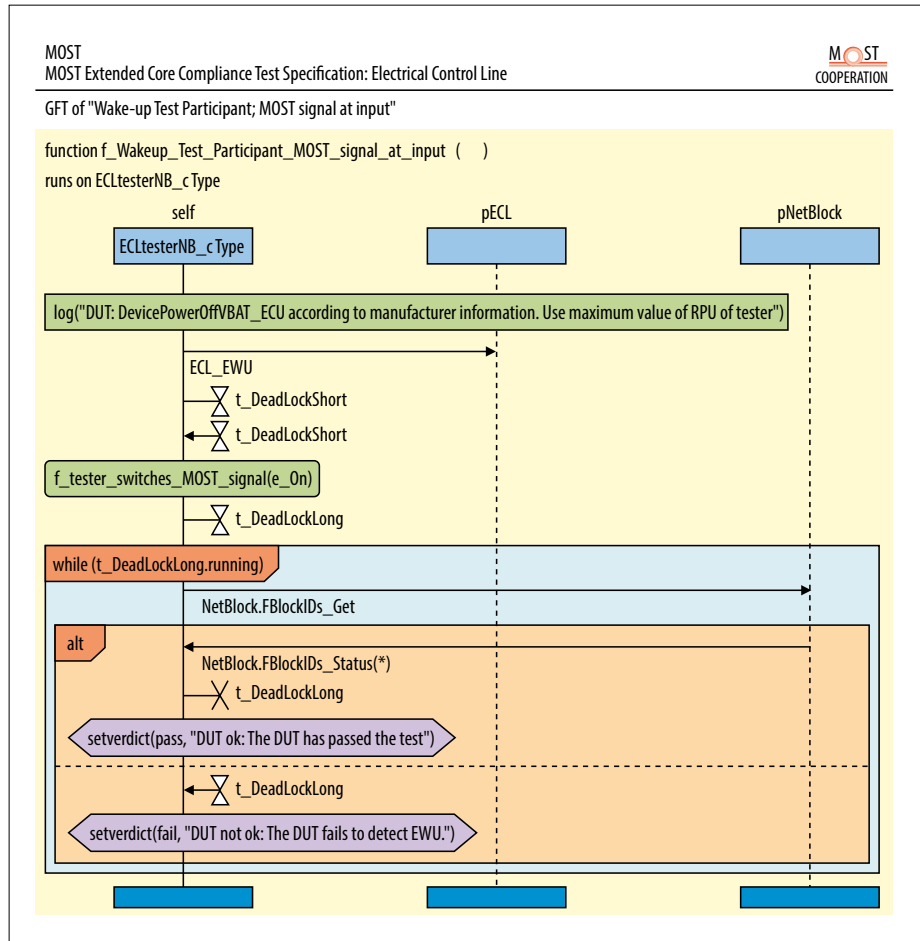 MOST
MOST Extended Core Compliance Test Specification: Electrical Control Line
M ST
COOPERATION
GFT of "Wake-up Test Participant; MOST signal at input"
function f_Wakeup_Test_Participant_MOST_signal_at_input ( )
runs on ECLtesterNB_c Type
self
pECL
pNetBlock
ECLtesterNB_c Type
log("DUT: DevicePowerOffVBAT_ECU according to manufacturer information. Use maximum value of RPU of tester")
ECL_EWU
t_DeadLockShort
t_DeadLockShort
f_tester_switches_MOST_signal(e_On)
t_DeadLockLong
while (t_DeadLockLong.running)
NetBlock.FBlockIDs_Get
alt
NetBlock.FBlockIDs_Status(*)
t_DeadLockLong
setverdict(pass, "DUT ok: The DUT has passed the test")
t_DeadLockLong
setverdict(fail, "DUT not ok: The DUT fails to detect EWU.")